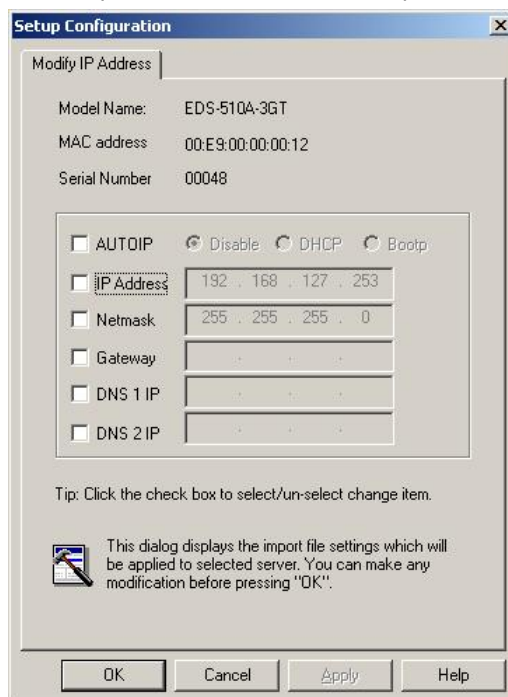 Setup Configuration
Modify IP Address
Model Name: EDS-510A-3GT
MAC address 00:E9:00:00:00:12
Serial Number 00048
AUTOIP Disable DHCP Bootp
IP Address 192 . 168 . 127 . 253
Netmask 255 . 255 . 255 . 0
Gateway . . .
DNS 1 IP . . .
DNS 2 IP . . .
Tip: Click the check box to select/un-select change item.
This dialog displays the import file settings which will
be applied to selected server. You can make any
modification before pressing "OK".
OK Cancel Apply Help